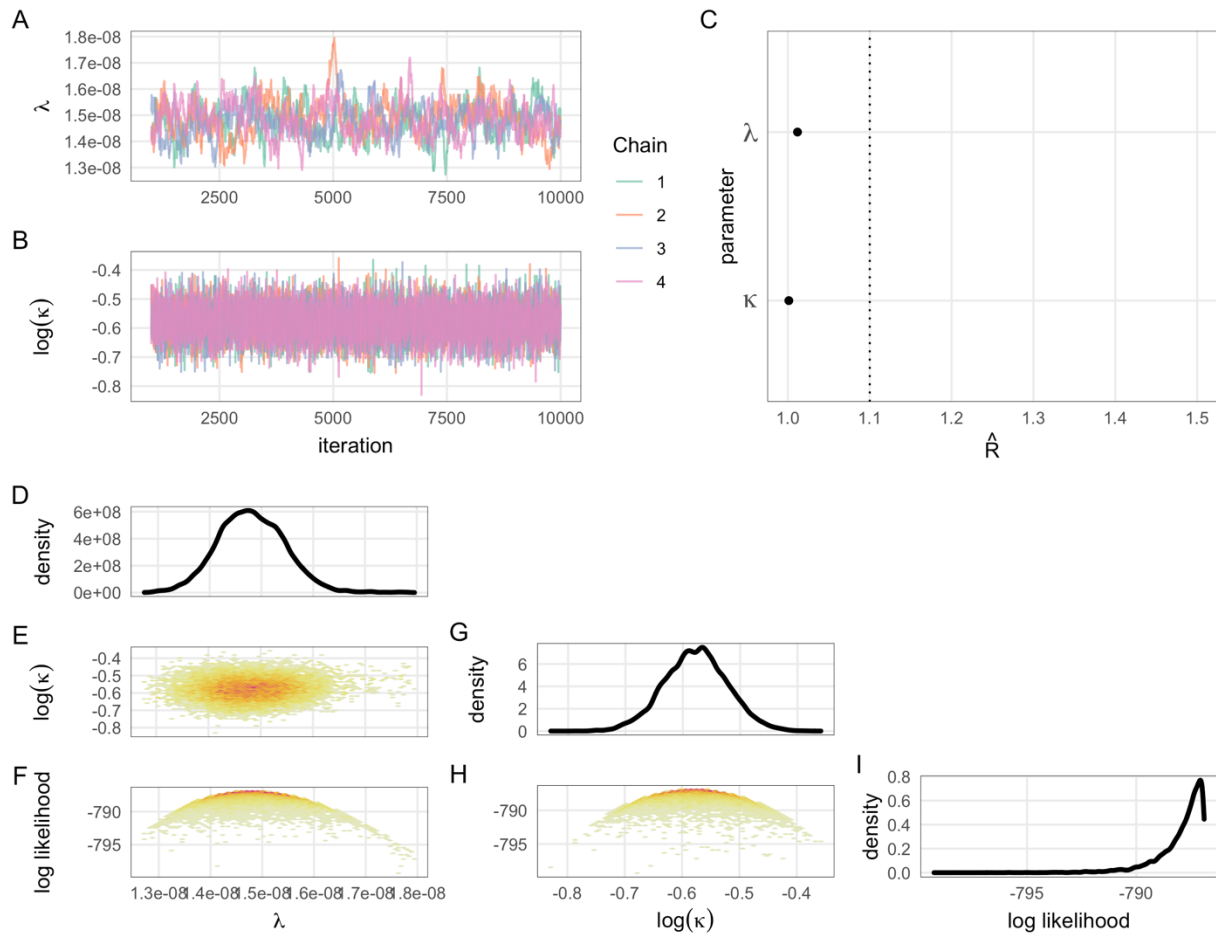 A
1.8e-08
1.7e-08
1.6e-08
1.5e-08
1.4e-08
1.3e-08
λ
2500 5000 7500 10000
B
-0.4
-0.5
-0.6
-0.7
-0.8
log(κ)
2500 5000 7500 10000
iteration
Chain
1
2
3
4
C
parameter
λ
κ
1.0 1.1 1.2 1.3 1.4 1.5
R̂
D
6e+08
4e+08
2e+08
0e+00
density
E
-0.4
-0.5
-0.6
-0.7
-0.8
log(κ)
G
6
4
2
0
density
F
-790
-795
log likelihood
1.3e-08 1.4e-08 1.5e-08 1.6e-08 1.7e-08 1.8e-08
λ
H
-790
-795
-0.8 -0.7 -0.6 -0.5 -0.4
log(κ)
I
0.8
0.6
0.4
0.2
0.0
density
-795 -790
log likelihood